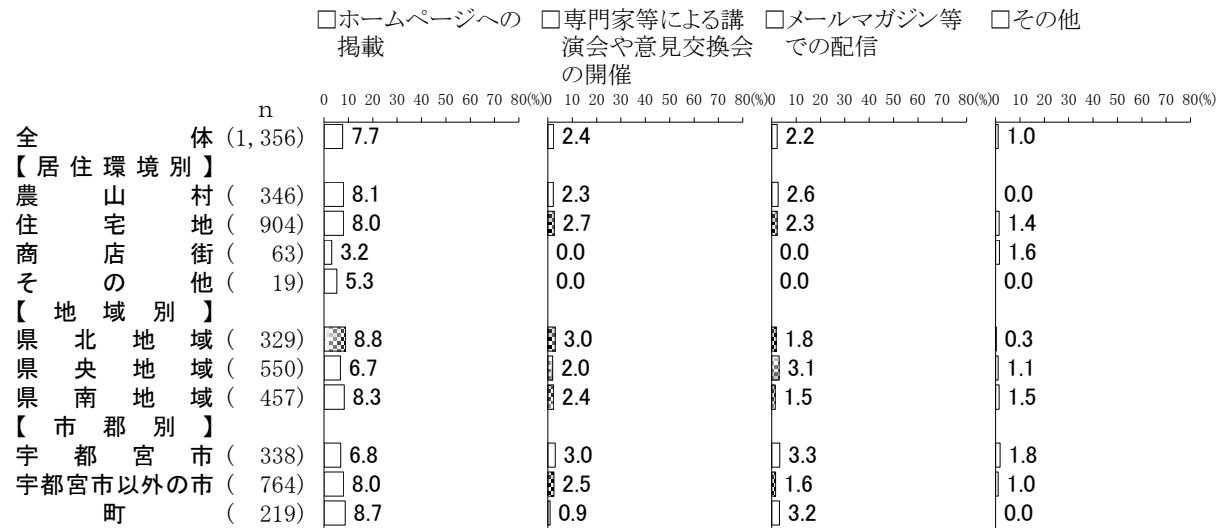 □ホームページへの掲載 □専門家等による講演会や意見交換会の開催 □メールマガジン等での配信 □その他
n 0 10 20 30 40 50 60 70 80(%) 0 10 20 30 40 50 60 70 80(%) 0 10 20 30 40 50 60 70 80(%) 0 10 20 30 40 50 60 70 80(%)
全体 (1,356) 7.7 2.4 2.2 1.0
【居住環境別】
農山村 ( 346) 8.1 2.3 2.6 0.0
住宅地 ( 904) 8.0 2.7 2.3 1.4
商店街 ( 63) 3.2 0.0 0.0 1.6
その他 ( 19) 5.3 0.0 0.0 0.0
【地域別】
県北地域 ( 329) 8.8 3.0 1.8 0.3
県央地域 ( 550) 6.7 2.0 3.1 1.1
県南地域 ( 457) 8.3 2.4 1.5 1.5
【市郡別】
宇都宮市 ( 338) 6.8 3.0 3.3 1.8
宇都宮市以外の市 ( 764) 8.0 2.5 1.6 1.0
町 ( 219) 8.7 0.9 3.2 0.0